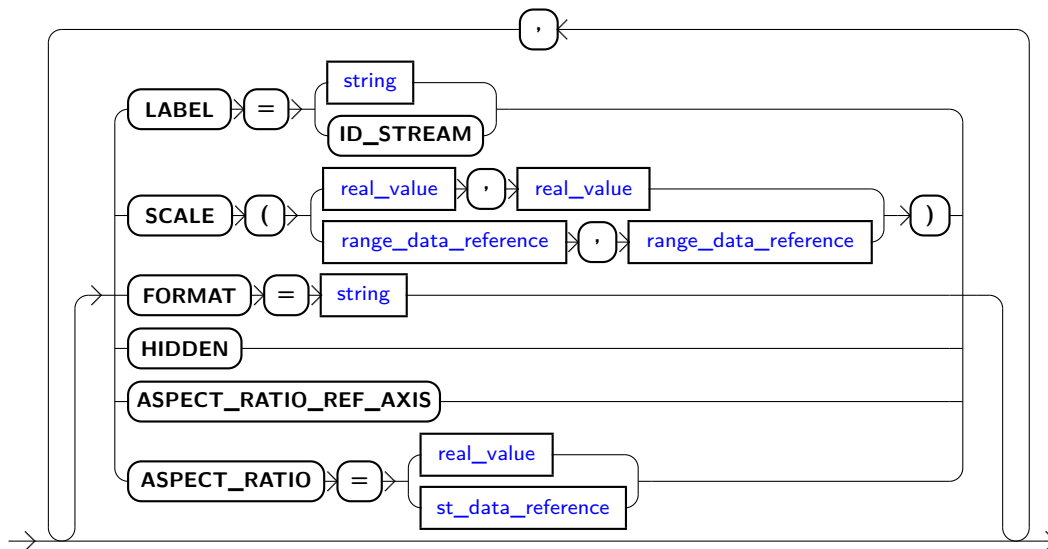 ,
string
LABEL = ID_STREAM
real_value , real_value
SCALE ( )
range_data_reference , range_data_reference
FORMAT = string
HIDDEN
ASPECT_RATIO_REF_AXIS
real_value
ASPECT_RATIO =
st_data_reference